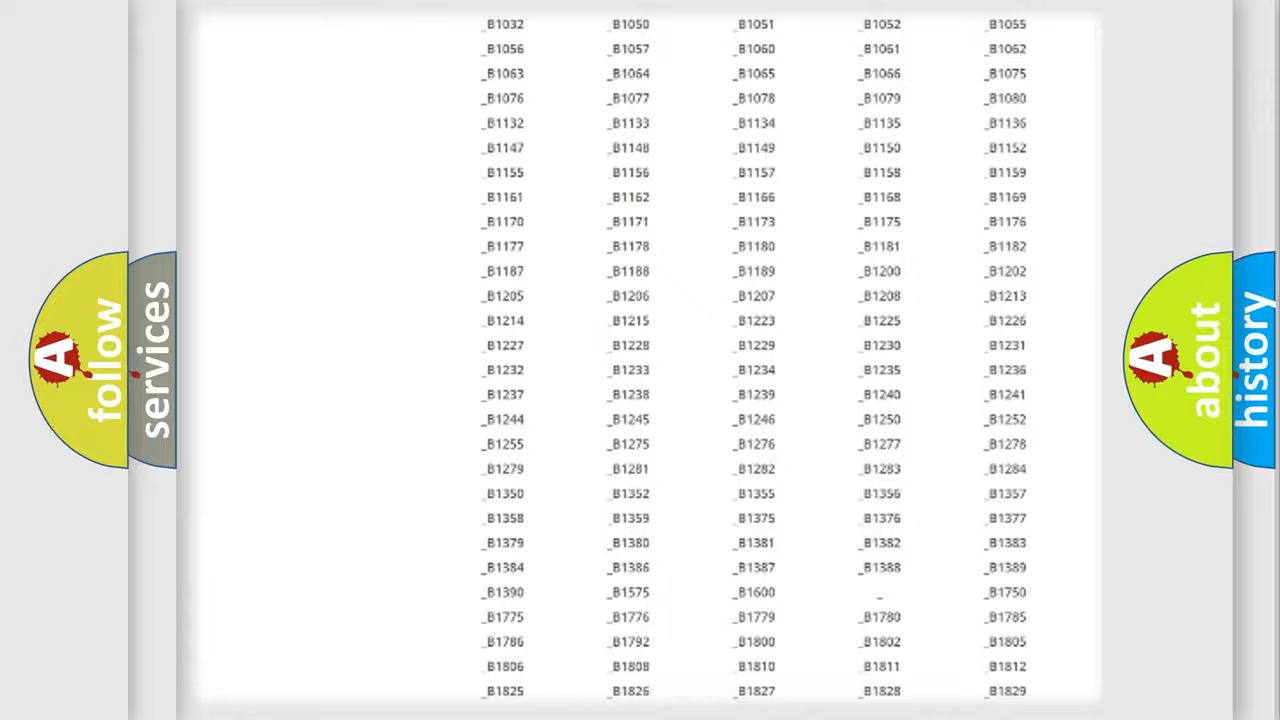 _B1032 _B1050 _B1051 _B1052 _B1055
_B1056 _B1057 _B1060 _B1061 _B1062
_B1063 _B1064 _B1065 _B1066 _B1075
_B1076 _B1077 _B1078 _B1079 _B1080
_B1132 _B1133 _B1134 _B1135 _B1136
_B1147 _B1148 _B1149 _B1150 _B1152
_B1155 _B1156 _B1157 _B1158 _B1159
_B1161 _B1162 _B1166 _B1168 _B1169
_B1170 _B1171 _B1173 _B1175 _B1176
_B1177 _B1178 _B1180 _B1181 _B1182
_B1187 _B1188 _B1189 _B1200 _B1202
_B1205 _B1206 _B1207 _B1208 _B1213
_B1214 _B1215 _B1223 _B1225 _B1226
_B1227 _B1228 _B1229 _B1230 _B1231
_B1232 _B1233 _B1234 _B1235 _B1236
_B1237 _B1238 _B1239 _B1240 _B1241
_B1244 _B1245 _B1246 _B1250 _B1252
_B1255 _B1275 _B1276 _B1277 _B1278
_B1279 _B1281 _B1282 _B1283 _B1284
_B1350 _B1352 _B1355 _B1356 _B1357
_B1358 _B1359 _B1375 _B1376 _B1377
_B1379 _B1380 _B1381 _B1382 _B1383
_B1384 _B1386 _B1387 _B1388 _B1389
_B1390 _B1575 _B1600 _ _B1750
_B1775 _B1776 _B1779 _B1780 _B1785
_B1786 _B1792 _B1800 _B1802 _B1805
_B1806 _B1808 _B1810 _B1811 _B1812
_B1825 _B1826 _B1827 _B1828 _B1829
A follow
services
A about
history